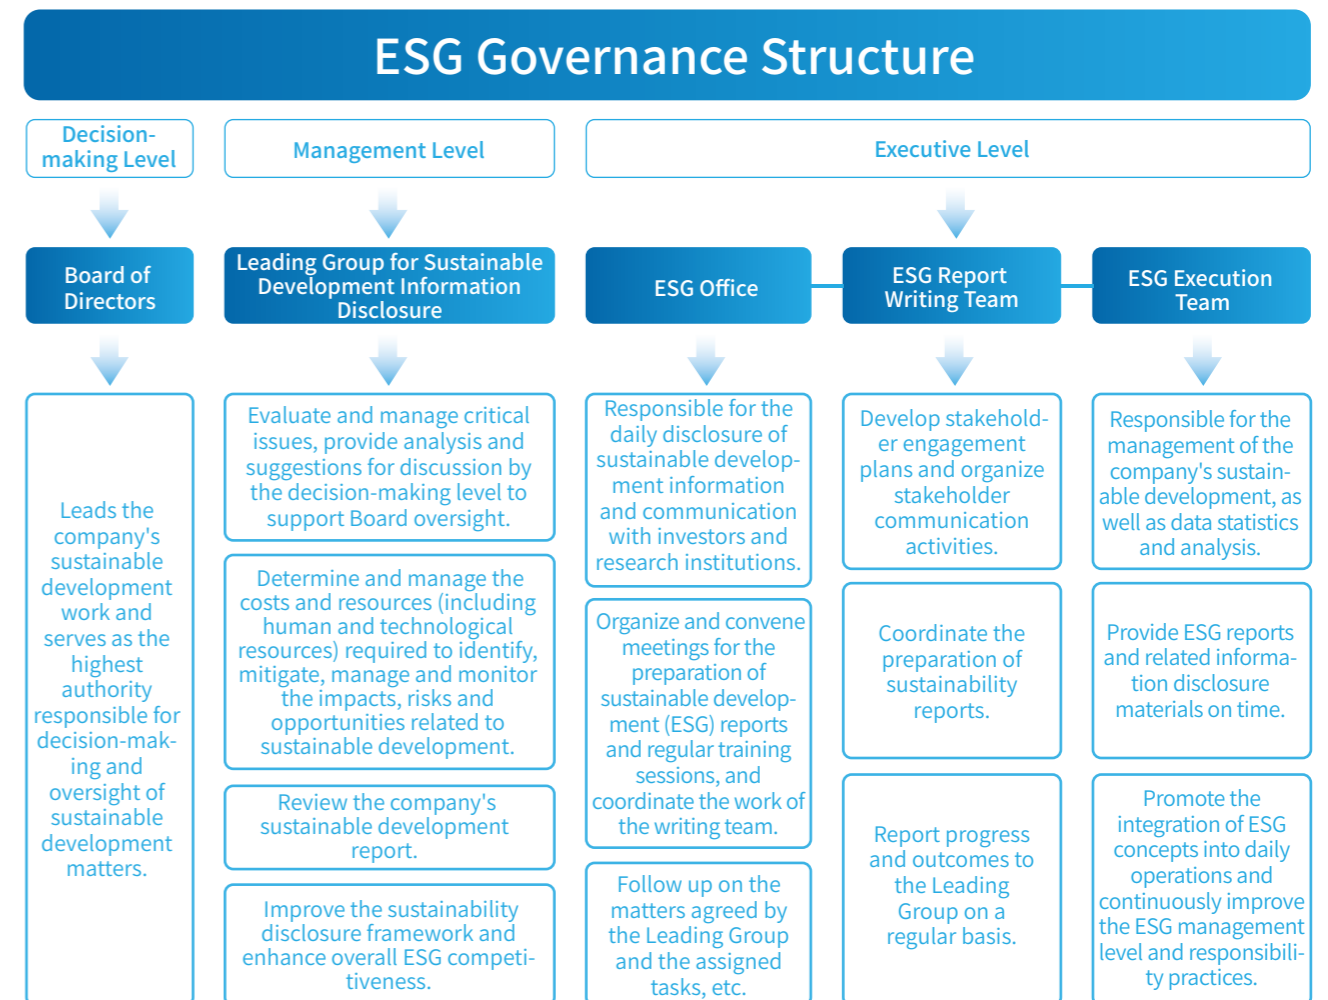 ESG Governance Structure
Decision-
making Level
Management Level
Executive Level
Board of
Directors
Leading Group for Sustainable
Development Information
Disclosure
ESG Office
ESG Report
Writing Team
ESG Execution
Team
Leads the
company's
sustainable
development
work and
serves as the
highest
authority
responsible for
decision-mak-
ing and
oversight of
sustainable
development
matters.
Evaluate and manage critical
issues, provide analysis and
suggestions for discussion by
the decision-making level to
support Board oversight.
Determine and manage the
costs and resources (including
human and technological
resources) required to identify,
mitigate, manage and monitor
the impacts, risks and
opportunities related to
sustainable development.
Review the company's
sustainable development
report.
Improve the sustainability
disclosure framework and
enhance overall ESG competi-
tiveness.
Responsible for the
daily disclosure of
sustainable develop-
ment information
and communication
with investors and
research institutions.
Organize and convene
meetings for the
preparation of
sustainable develop-
ment (ESG) reports
and regular training
sessions, and
coordinate the work of
the writing team.
Follow up on the
matters agreed by
the Leading Group
and the assigned
tasks, etc.
Develop stakehold-
er engagement
plans and organize
stakeholder
communication
activities.
Coordinate the
preparation of
sustainability
reports.
Report progress
and outcomes to
the Leading
Group on a
regular basis.
Responsible for the
management of the
company's sustain-
able development, as
well as data statistics
and analysis.
Provide ESG reports
and related informa-
tion disclosure
materials on time.
Promote the
integration of ESG
concepts into daily
operations and
continuously improve
the ESG management
level and responsibili-
ty practices.